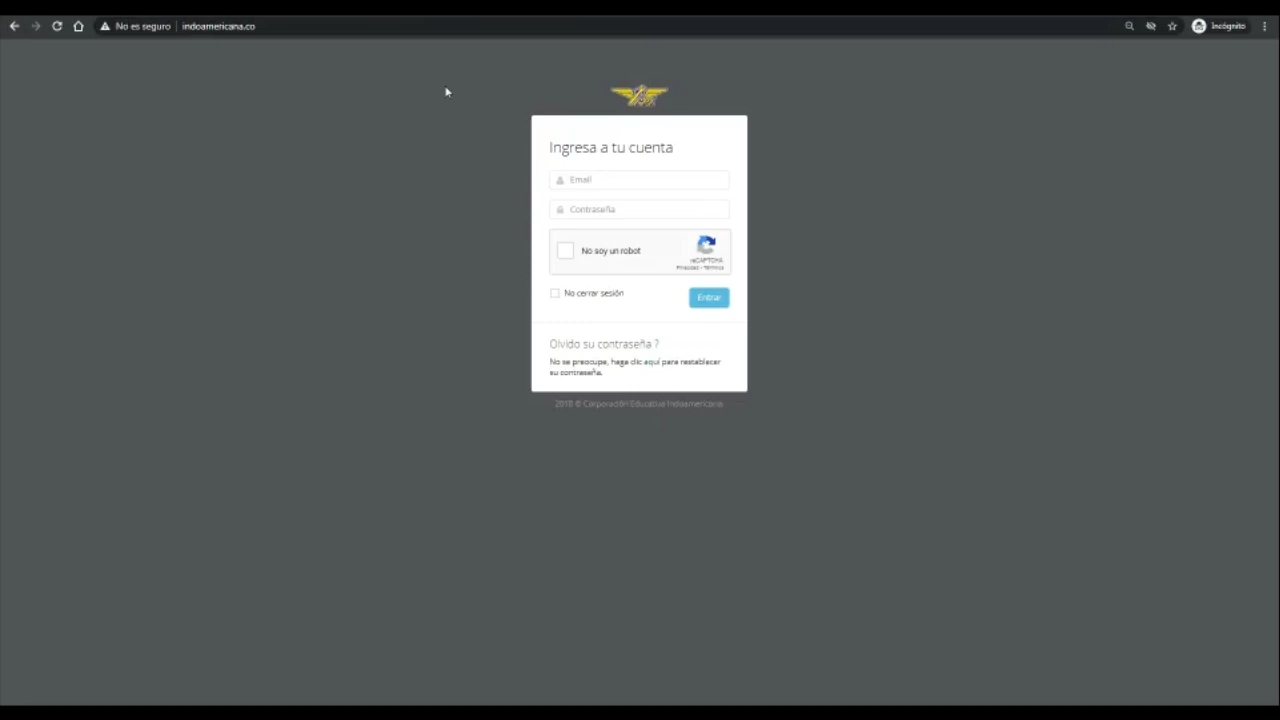 No es seguro indoamericana.co Incógnito
Ingresa a tu cuenta
Email
Contraseña
No soy un robot
reCAPTCHA
Privacidad - Términos
No cerrar sesión
Entrar
Olvido su contraseña ?
No se preocupe, haga clic aquí para restablecer
su contraseña.
2018 © Corporación Educativa Indoamericana